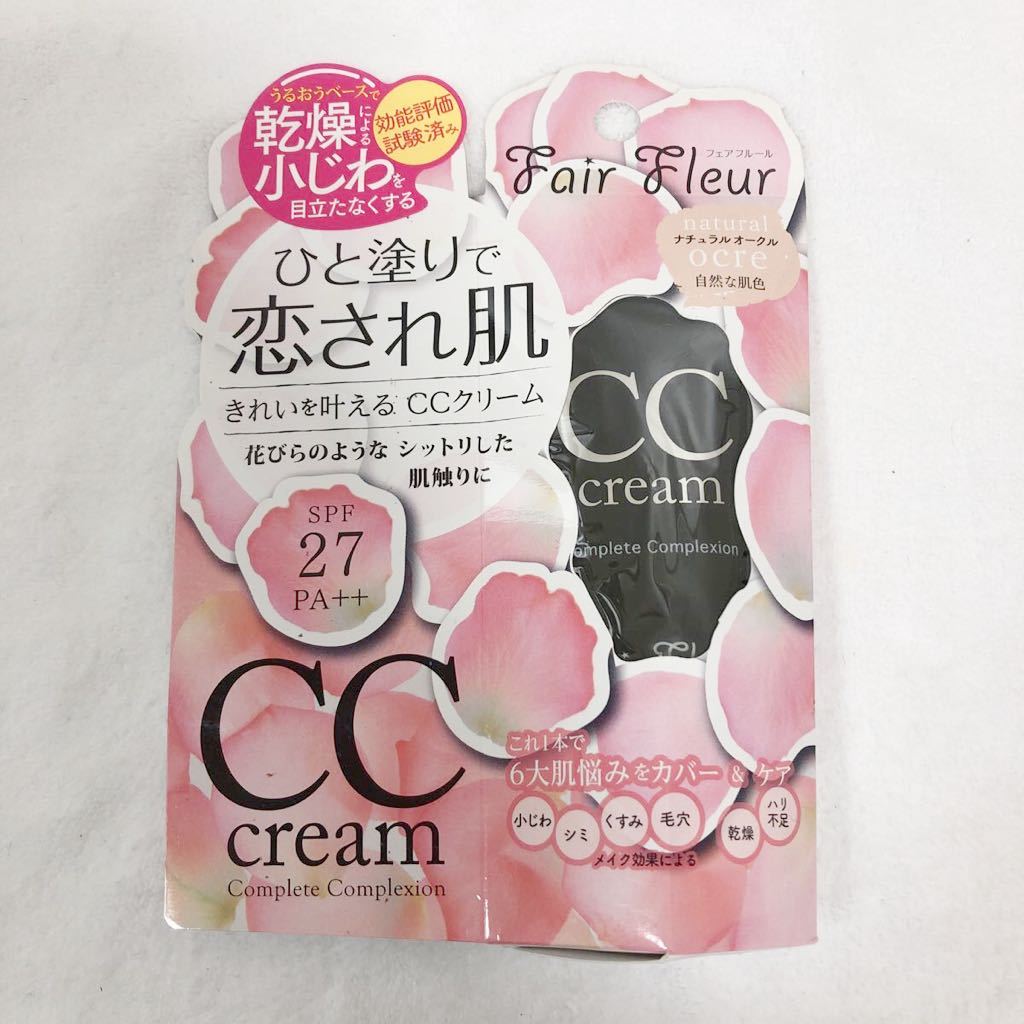 うるおうベースで
乾燥による
小じわを
目立たなくする
効能評価
試験済み
ひと塗りで
恋され肌
きれいを叶える CCクリーム
花びらのような シットリした
肌触りに
SPF
27
PA++
CC
cream
Complete Complexion
フェア フルール
Fair Fleur
natural
ナチュラル オークル
ocre
自然な肌色
CC
cream
omplete Complexion
これ1本で
6大肌悩みをカバー & ケア
小じわ シミ くすみ 毛穴 乾燥 ハリ不足
メイク効果による